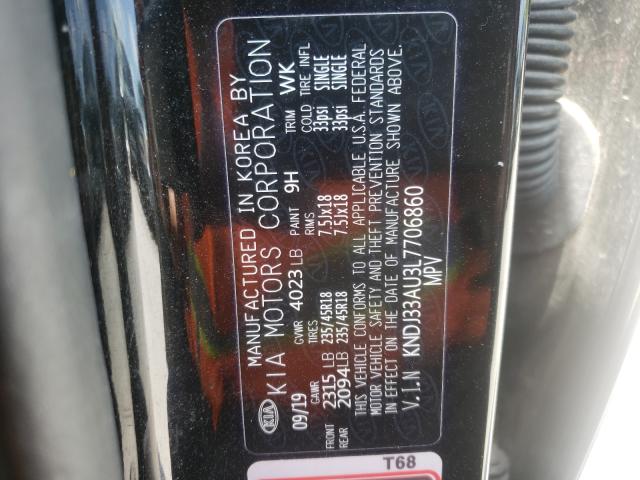 MANUFACTURED IN KOREA BY
KIA KIA MOTORS CORPORATION
09/19 GVWR 4023 LB PAINT 9H TRIM WK
GAWR TIRES RIMS COLD TIRE INFL
FRONT 2315 LB 235/45R18 7.5Jx18 33psi SINGLE
REAR 2094LB 235/45R18 7.5Jx18 33psi SINGLE
THIS VEHICLE CONFORMS TO ALL APPLICABLE U.S.A. FEDERAL
MOTOR VEHICLE SAFETY AND THEFT PREVENTION STANDARDS
IN EFFECT ON THE DATE OF MANUFACTURE SHOWN ABOVE.
V.I.N KNDJ33AU3L7706860
MPV
T68